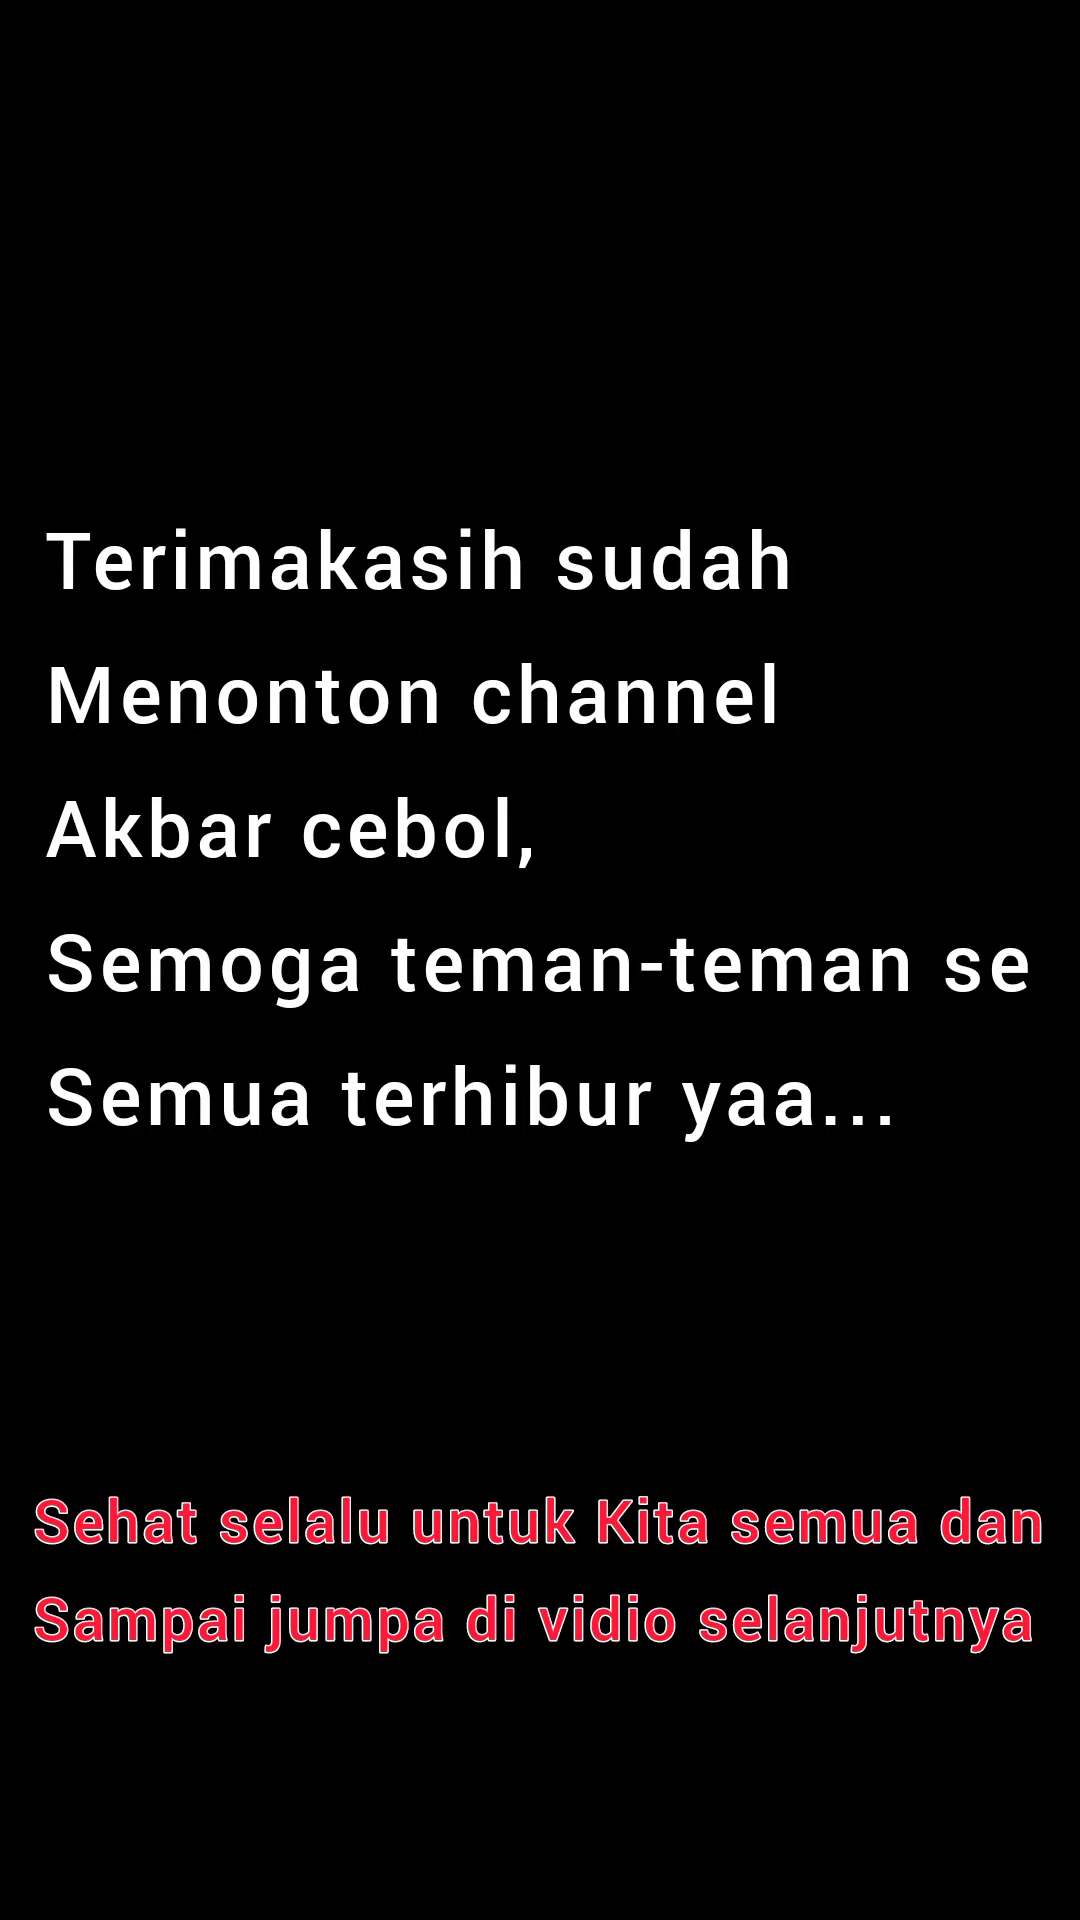 Terimakasih sudah
Menonton channel
Akbar cebol,
Semoga teman-teman se
Semua terhibur yaa...
Sehat selalu untuk Kita semua dan
Sampai jumpa di vidio selanjutnya